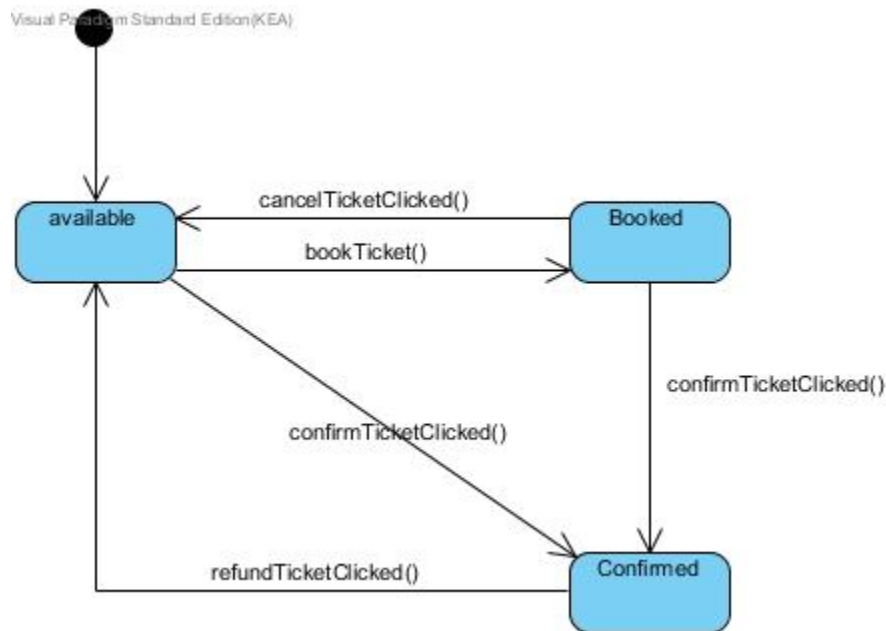 Visual Paradigm Standard Edition(KEA)
available
cancelTicketClicked()
Booked
bookTicket()
confirmTicketClicked()
confirmTicketClicked()
refundTicketClicked()
Confirmed